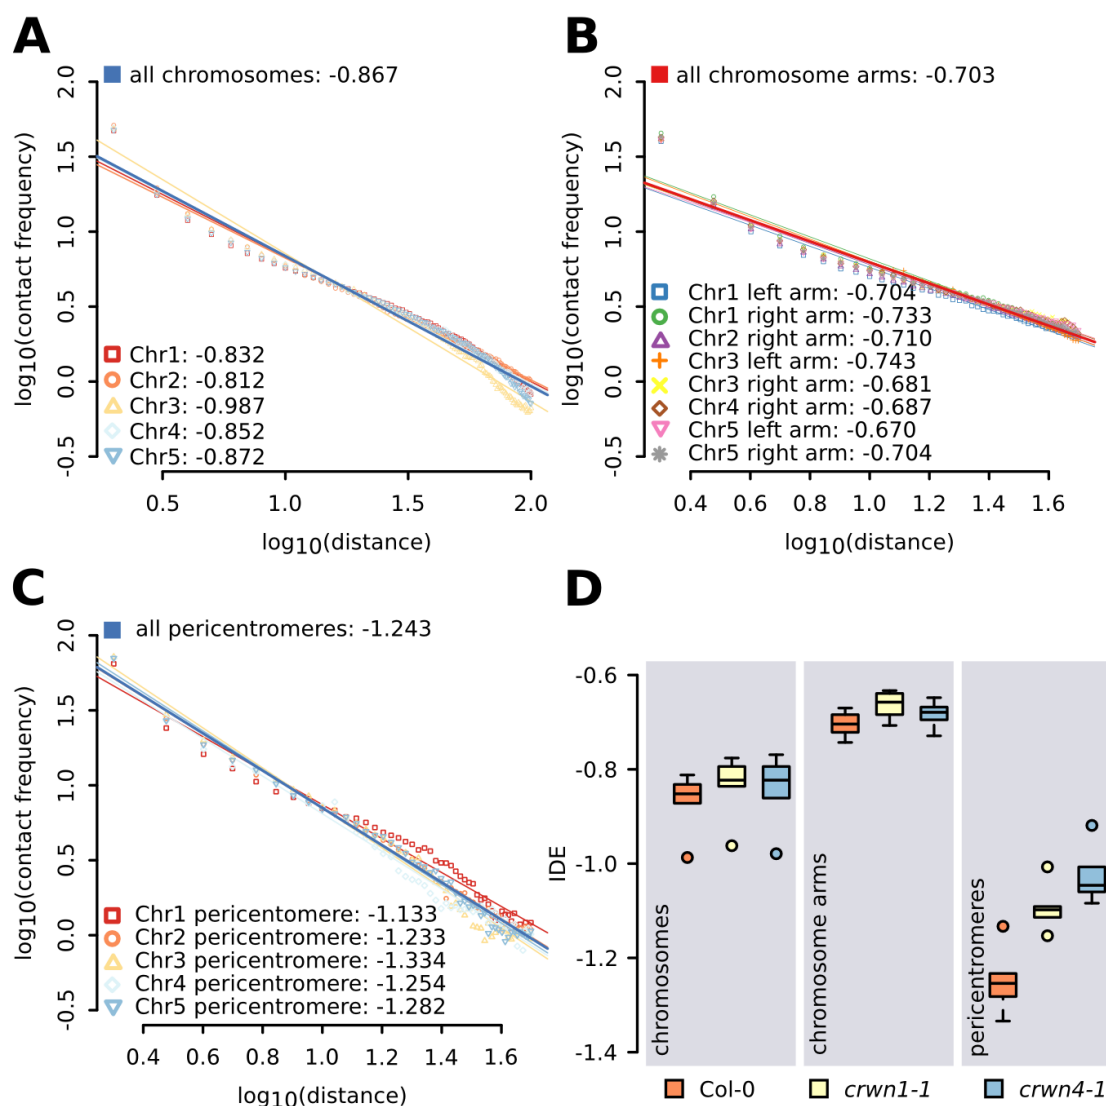 A
all chromosomes: -0.867
log10(contact frequency)
2.0
1.5
1.0
0.5
0.0
-0.5
Chr1: -0.832
Chr2: -0.812
Chr3: -0.987
Chr4: -0.852
Chr5: -0.872
0.5 1.0 1.5 2.0
log10(distance)
B
all chromosome arms: -0.703
log10(contact frequency)
2.0
1.5
1.0
0.5
0.0
-0.5
Chr1 left arm: -0.704
Chr1 right arm: -0.733
Chr2 right arm: -0.710
Chr3 left arm: -0.743
Chr3 right arm: -0.681
Chr4 right arm: -0.687
Chr5 left arm: -0.670
Chr5 right arm: -0.704
0.4 0.6 0.8 1.0 1.2 1.4 1.6
log10(distance)
C
all pericentromeres: -1.243
log10(contact frequency)
2.0
1.5
1.0
0.5
0.0
-0.5
Chr1 pericentomere: -1.133
Chr2 pericentromere: -1.233
Chr3 pericentromere: -1.334
Chr4 pericentromere: -1.254
Chr5 pericentromere: -1.282
0.4 0.6 0.8 1.0 1.2 1.4 1.6
log10(distance)
D
IDE
-0.6
-0.8
-1.0
-1.2
-1.4
chromosomes
chromosome arms
pericentromeres
Col-0 crwn1-1 crwn4-1